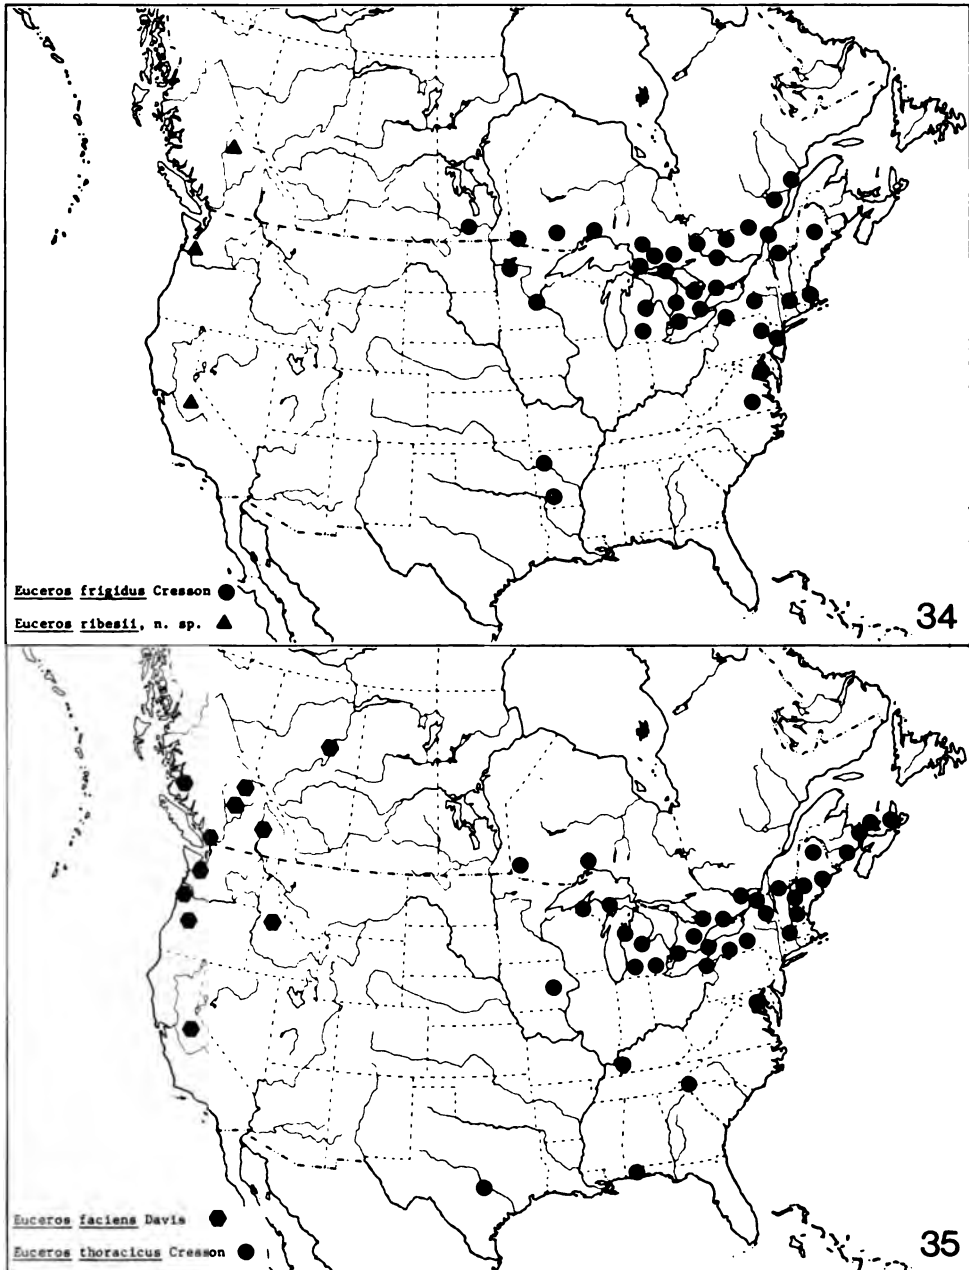 Euceros frigidus Cresson
Euceros ribesii, n. sp.
34
Euceros faciens Davis
Euceros thoracicus Cresson
35